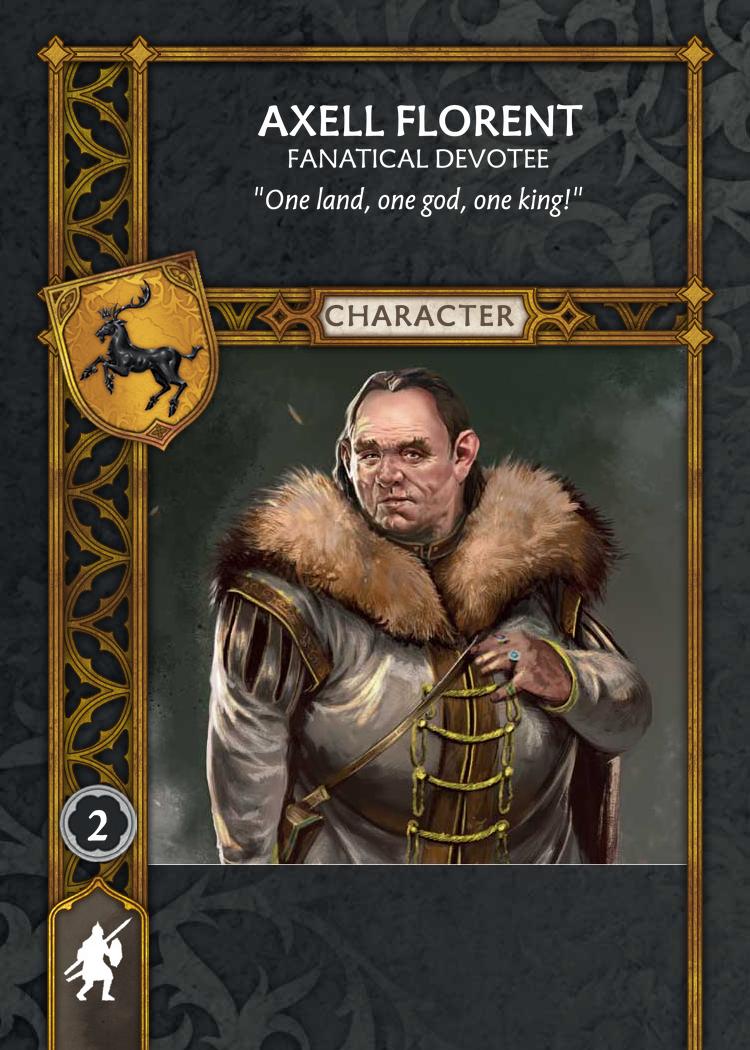 AXELL FLORENT
FANATICAL DEVOTEE
"One land, one god, one king!"
CHARACTER
2